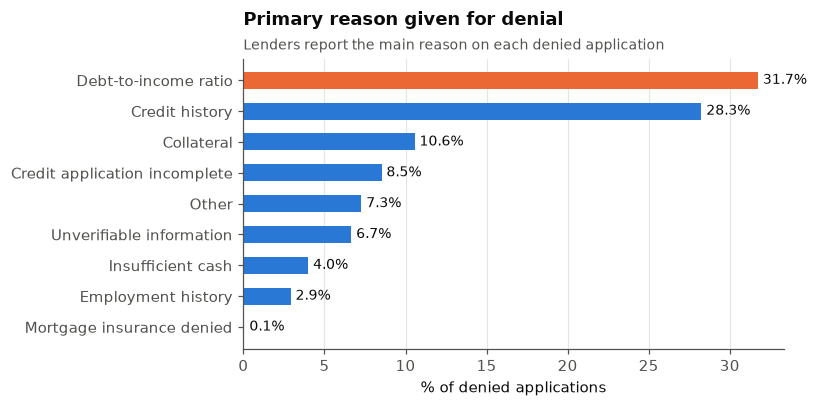 Primary reason given for denial
Lenders report the main reason on each denied application
Debt-to-income ratio 31.7%
Credit history 28.3%
Collateral 10.6%
Credit application incomplete 8.5%
Other 7.3%
Unverifiable information 6.7%
Insufficient cash 4.0%
Employment history 2.9%
Mortgage insurance denied 0.1%
0 5 10 15 20 25 30
% of denied applications